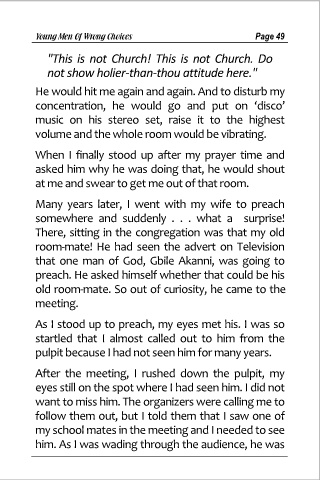 Young Men Of Wrong Choices Page 49
"This is not Church! This is not Church. Do
not show holier-than-thou attitude here."
He would hit me again and again. And to disturb my
concentration, he would go and put on ‘disco’
music on his stereo set, raise it to the highest
volume and the whole room would be vibrating.
When I finally stood up after my prayer time and
asked him why he was doing that, he would shout
at me and swear to get me out of that room.
Many years later, I went with my wife to preach
somewhere and suddenly . . . what a surprise!
There, sitting in the congregation was that my old
room-mate! He had seen the advert on Television
that one man of God, Gbile Akanni, was going to
preach. He asked himself whether that could be his
old room-mate. So out of curiosity, he came to the
meeting.
As I stood up to preach, my eyes met his. I was so
startled that I almost called out to him from the
pulpit because I had not seen him for many years.
After the meeting, I rushed down the pulpit, my
eyes still on the spot where I had seen him. I did not
want to miss him. The organizers were calling me to
follow them out, but I told them that I saw one of
my school mates in the meeting and I needed to see
him. As I was wading through the audience, he was